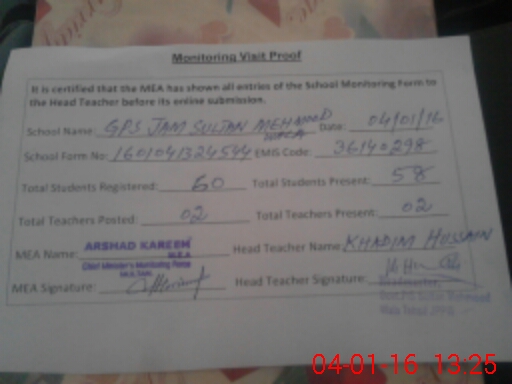 Monitoring Visit Proof
It is certified that the MEA has shown all entries of the School Monitoring Form to
the Head Teacher before its online submission.
School Name: GPS JAM SULTAN MEHMOOD Date: 04/01/16
School Form No: 1601041324544 EMIS Code: 36140298
Total Students Registered: 60 Total Students Present: 58
Total Teachers Posted: 02 Total Teachers Present: 02
MEA Name: ARSHAD KAREEM Head Teacher Name KHADIM HUSSAIN
M.E.A
Chief Minister's Monitoring Force
MULTAN
MEA Signature: Head Teacher Signature:
04-01-16 13:25